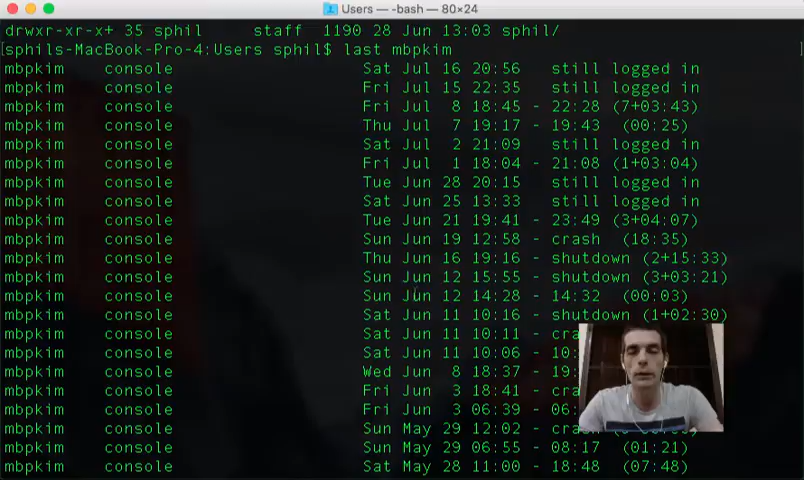 Users — -bash — 80×24
drwxr-xr-x+ 35 sphil staff 1190 28 Jun 13:03 sphil/
[sphils-MacBook-Pro-4:Users sphil$ last mbpkim
mbpkim console Sat Jul 16 20:56 still logged in
mbpkim console Fri Jul 15 22:35 still logged in
mbpkim console Fri Jul 8 18:45 - 22:28 (7+03:43)
mbpkim console Thu Jul 7 19:17 - 19:43 (00:25)
mbpkim console Sat Jul 2 21:09 still logged in
mbpkim console Fri Jul 1 18:04 - 21:08 (1+03:04)
mbpkim console Tue Jun 28 20:15 still logged in
mbpkim console Sat Jun 25 13:33 still logged in
mbpkim console Tue Jun 21 19:41 - 23:49 (3+04:07)
mbpkim console Sun Jun 19 12:58 - crash (18:35)
mbpkim console Thu Jun 16 19:16 - shutdown (2+15:33)
mbpkim console Sun Jun 12 15:55 - shutdown (3+03:21)
mbpkim console Sun Jun 12 14:28 - 14:32 (00:03)
mbpkim console Sat Jun 11 10:16 - shutdown (1+02:30)
mbpkim console Sat Jun 11 10:11 - cra
mbpkim console Sat Jun 11 10:06 - 10:
mbpkim console Wed Jun 8 18:37 - 19:
mbpkim console Fri Jun 3 18:41 - cra
mbpkim console Fri Jun 3 06:39 - 06:
mbpkim console Sun May 29 12:02 - cra
mbpkim console Sun May 29 06:55 - 08:17 (01:21)
mbpkim console Sat May 28 11:00 - 18:48 (07:48)